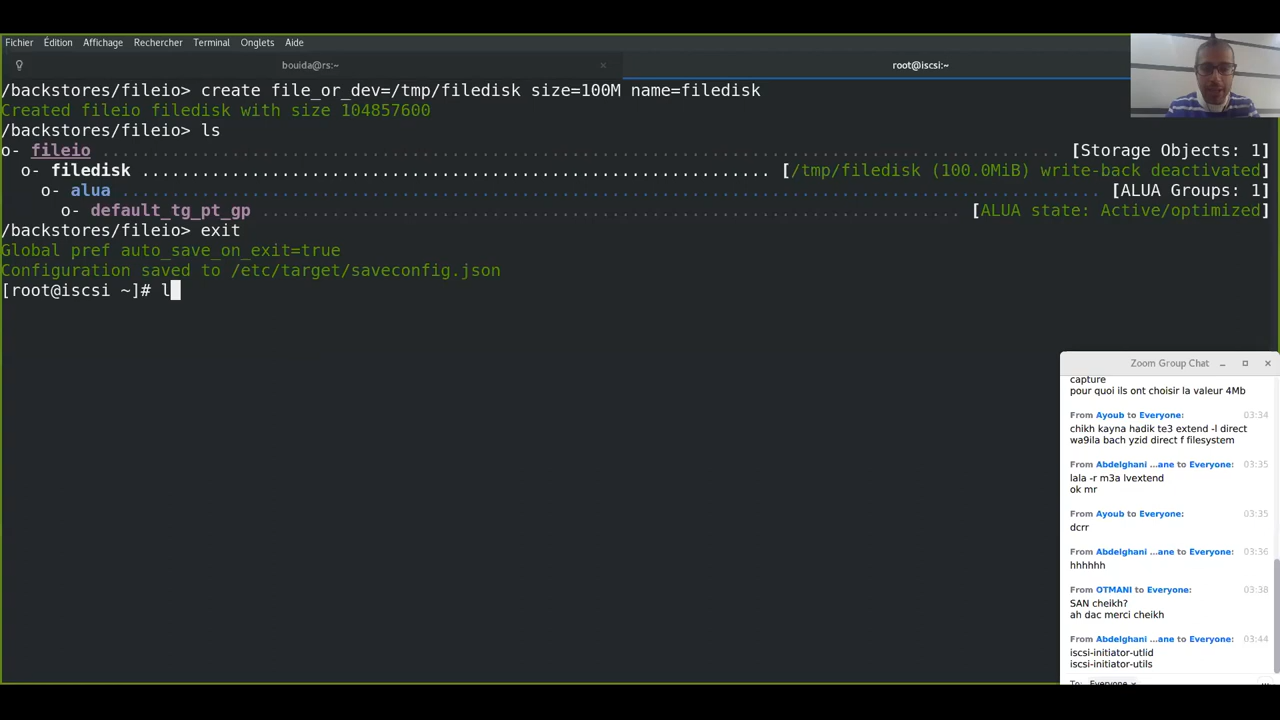 Fichier Édition Affichage Rechercher Terminal Onglets Aide
bouida@rs:~ × root@iscsi:~
/backstores/fileio> create file_or_dev=/tmp/filedisk size=100M name=filedisk
Created fileio filedisk with size 104857600
/backstores/fileio> ls
o- fileio ................................................................................................ [Storage Objects: 1]
o- filedisk ............................................................... [/tmp/filedisk (100.0MiB) write-back deactivated]
o- alua ................................................................................................... [ALUA Groups: 1]
o- default_tg_pt_gp ...................................................................... [ALUA state: Active/optimized]
/backstores/fileio> exit
Global pref auto_save_on_exit=true
Configuration saved to /etc/target/saveconfig.json
[root@iscsi ~]# l
Zoom Group Chat
capture
pour quoi ils ont choisir la valeur 4Mb
From Ayoub to Everyone: 03:34
chikh kayna hadik te3 extend -l direct
wa9ila bach yzid direct f filesystem
From Abdelghani ...ane to Everyone: 03:35
lala -r m3a lvextend
ok mr
From Ayoub to Everyone: 03:35
dcrr
From Abdelghani ...ane to Everyone: 03:36
hhhhhh
From OTMANI to Everyone: 03:38
SAN cheikh?
ah dac merci cheikh
From Abdelghani ...ane to Everyone: 03:44
iscsi-initiator-utlid
iscsi-initiator-utils
To: Everyone